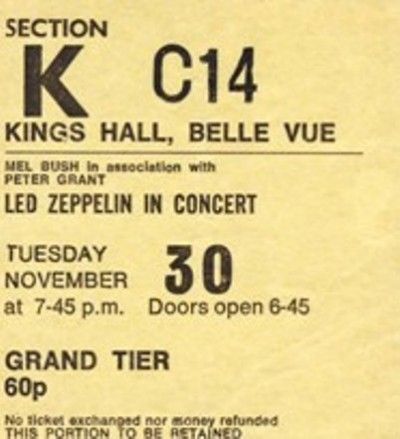 SECTION
K C14
KINGS HALL, BELLE VUE
MEL BUSH in association with
PETER GRANT
LED ZEPPELIN IN CONCERT
TUESDAY
NOVEMBER 30
at 7-45 p.m. Doors open 6-45
GRAND TIER
60p
No ticket exchanged nor money refunded
THIS PORTION TO BE RETAINED